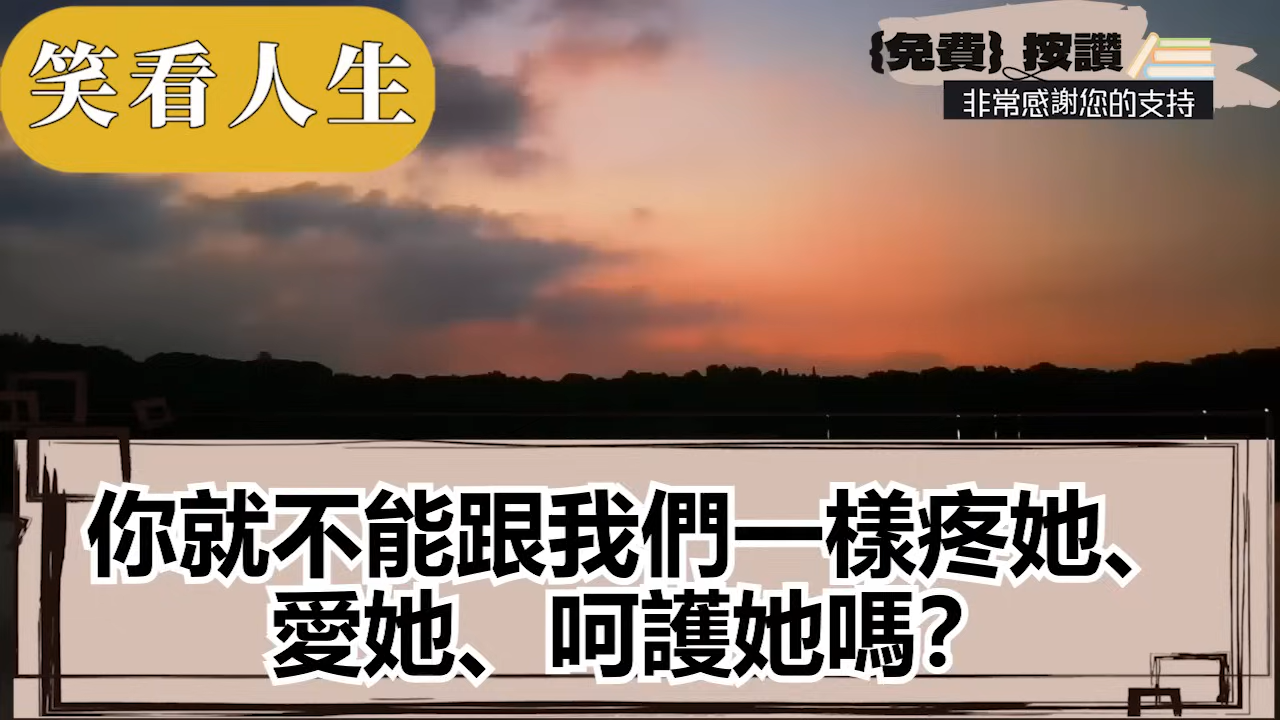 笑看人生
{免費} 按讚
非常感謝您的支持
你就不能跟我們一樣疼她、
愛她、呵護她嗎?